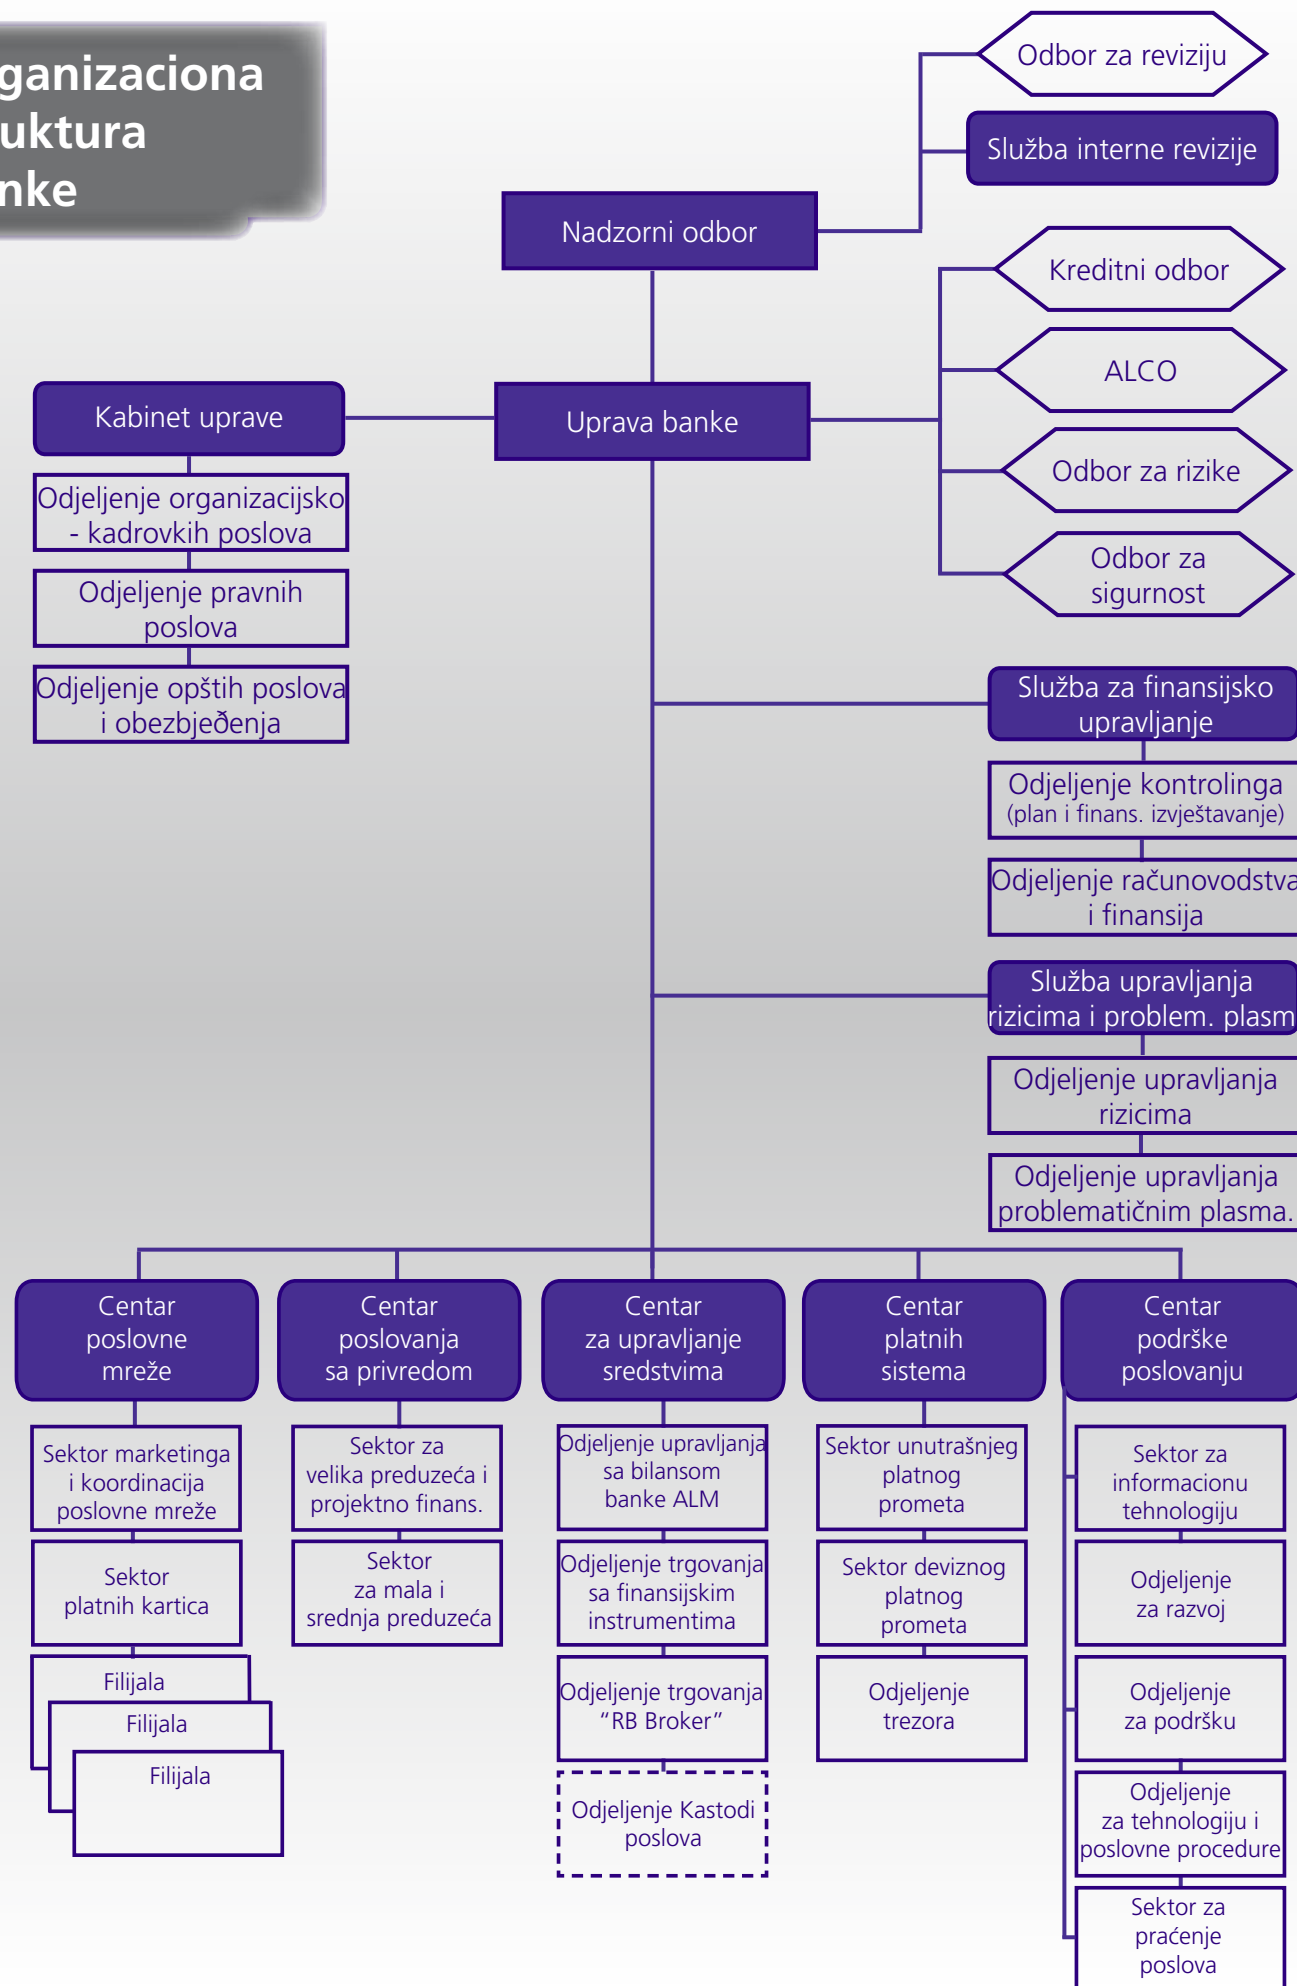 ganizaciona
uktura
nke
Odbor za reviziju
Služba interne revizije
Nadzorni odbor
Kreditni odbor
ALCO
Kabinet uprave
Uprava banke
Odbor za rizike
Odjeljenje organizacijsko
- kadrovkih poslova
Odbor za
sigurnost
Odjeljenje pravnih
poslova
Odjeljenje opštih poslova
i obezbjeðenja
Služba za finansijsko
upravljanje
Odjeljenje kontrolinga
(plan i finans. izvještavanje)
Odjeljenje računovodstva
i finansija
Služba upravljanja
rizicima i problem. plasm
Odjeljenje upravljanja
rizicima
Odjeljenje upravljanja
problematičnim plasma.
Centar
poslovne
mreže
Centar
poslovanja
sa privredom
Centar
za upravljanje
sredstvima
Centar
platnih
sistema
Centar
podrške
poslovanju
Sektor marketinga
i koordinacija
poslovne mreže
Sektor za
velika preduzeća i
projektno finans.
Odjeljenje upravljanja
sa bilansom
banke ALM
Sektor unutrašnjeg
platnog
prometa
Sektor za
informacionu
tehnologiju
Sektor
platnih kartica
Sektor
za mala i
srednja preduzeća
Odjeljenje trgovanja
sa finansijskim
instrumentima
Sektor deviznog
platnog
prometa
Odjeljenje
za razvoj
Filijala
Filijala
Filijala
Odjeljenje trgovanja
“RB Broker”
Odjeljenje
trezora
Odjeljenje
za podršku
Odjeljenje Kastodi
poslova
Odjeljenje
za tehnologiju i
poslovne procedure
Sektor za
praćenje
poslova